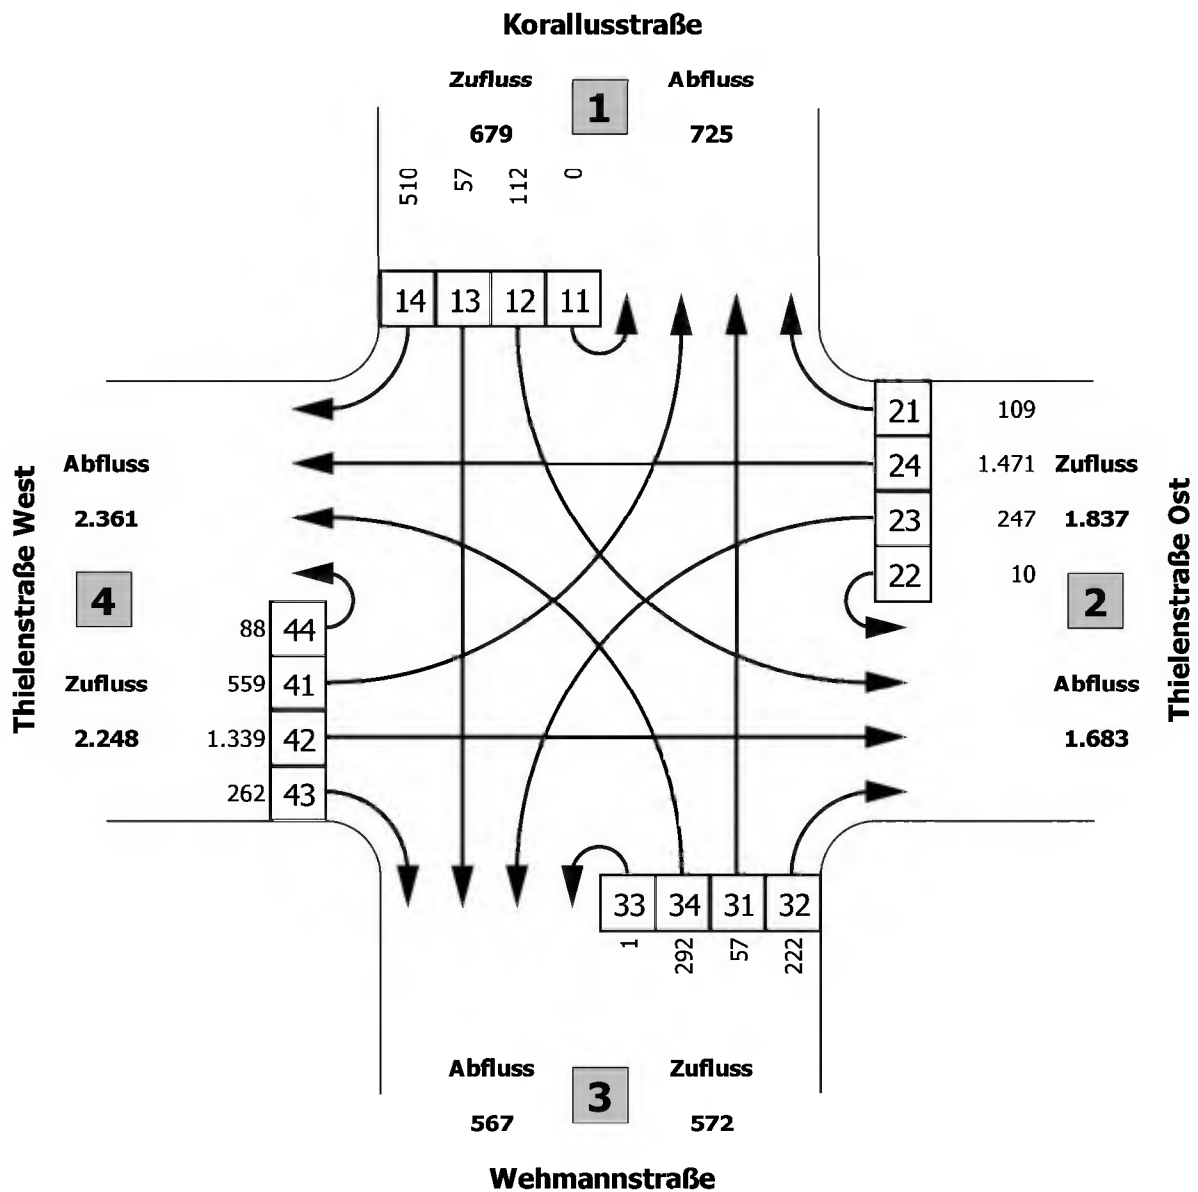 Korallusstraße
Zufluss 1 Abfluss
679 725
510 57 112 0
14 13 12 11
21 109
Abfluss 24 1.471 Zufluss
2.361 23 247 1.837
22 10
Thielenstraße West
4
2
Thielenstraße Ost
88 44
Zufluss 559 41 Abfluss
2.248 1.339 42 1.683
262 43
33 34 31 32
1 292 57 222
Abfluss 3 Zufluss
567 572
Wehmannstraße